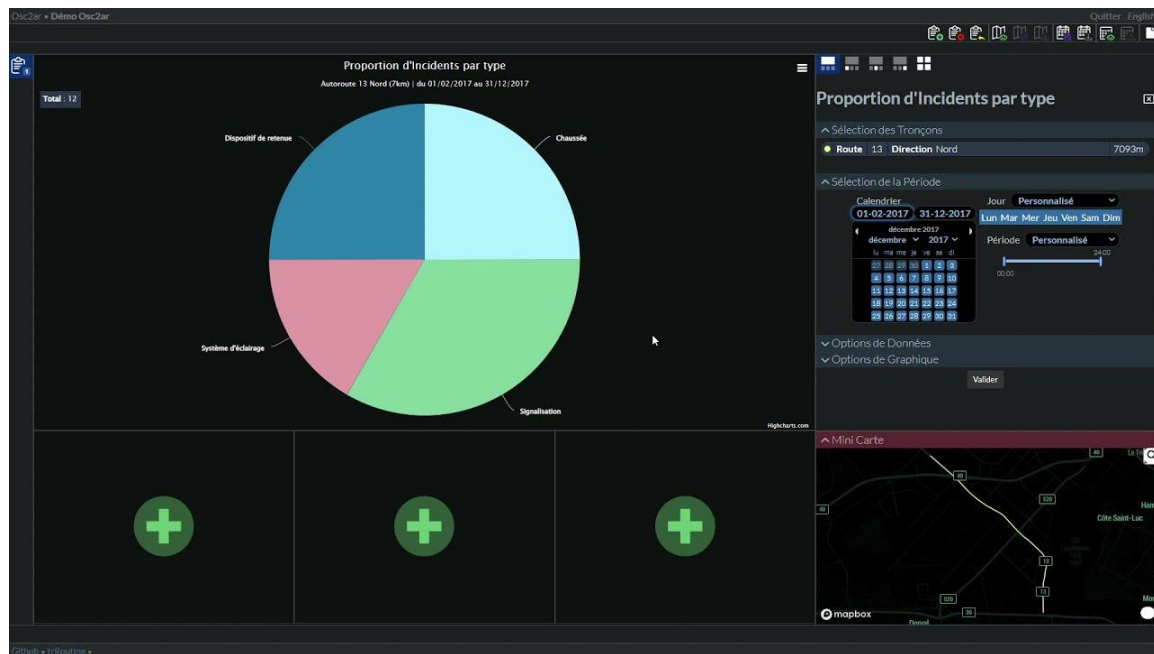 Osc2ar • Démo Osc2ar
Quitter English
Proportion d'Incidents par type
Autoroute 13 Nord (7km) | du 01/02/2017 au 31/12/2017
Total : 12
Dispositif de retenue
Chaussée
Système d'éclairage
Signalisation
Highcharts.com
Proportion d'Incidents par type
Sélection des Tronçons
Route 13 Direction Nord 7093m
Sélection de la Période
Calendrier
01-02-2017 31-12-2017
décembre 2017
décembre 2017
lu ma me je ve sa di
27 28 29 30 1 2 3
4 5 6 7 8 9 10
11 12 13 14 15 16 17
18 19 20 21 22 23 24
25 26 27 28 29 30 31
Jour Personnalisé
Lun Mar Mer Jeu Ven Sam Dim
Période Personnalisé
24:00
00:00
Options de Données
Options de Graphique
Valider
Mini Carte
40
40
520
40
Côte Saint-Luc
13
13
520
20
mapbox
Dorval
Github • trRouting •